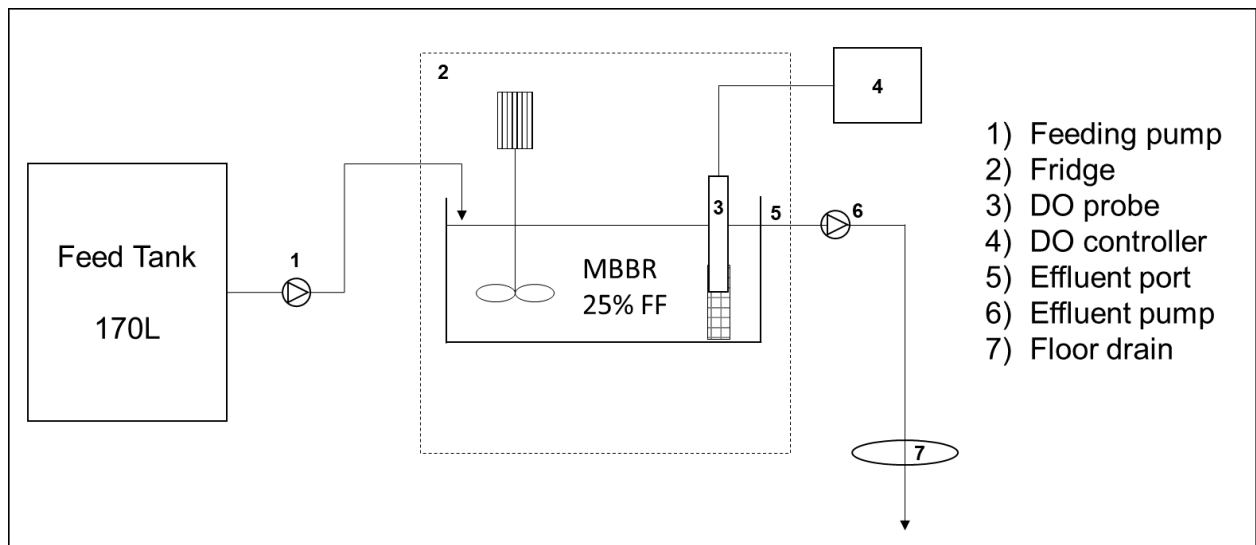 Feed Tank
170L
1
2
MBBR
25% FF
3
4
5
6
7
1) Feeding pump
2) Fridge
3) DO probe
4) DO controller
5) Effluent port
6) Effluent pump
7) Floor drain